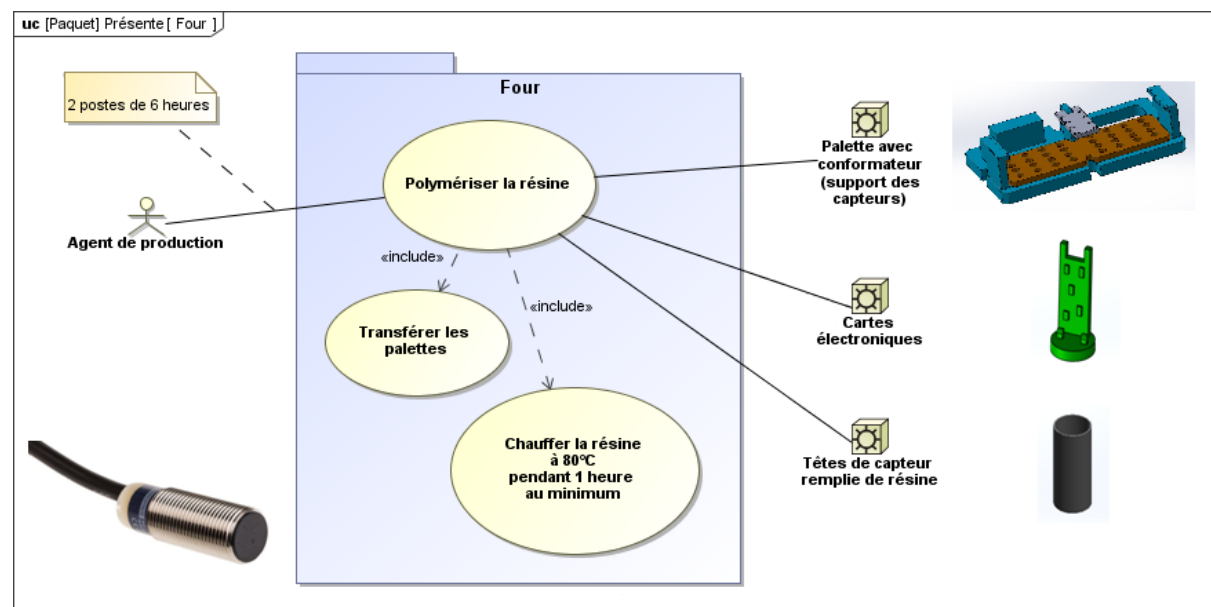 uc [Paquet] Présente [ Four ]
2 postes de 6 heures
Agent de production
Four
Polymériser la résine
«include»
«include»
Transférer les
palettes
Chauffer la résine
à 80°C
pendant 1 heure
au minimum
Palette avec
conformateur
(support des
capteurs)
Cartes
électroniques
Têtes de capteur
remplie de résine